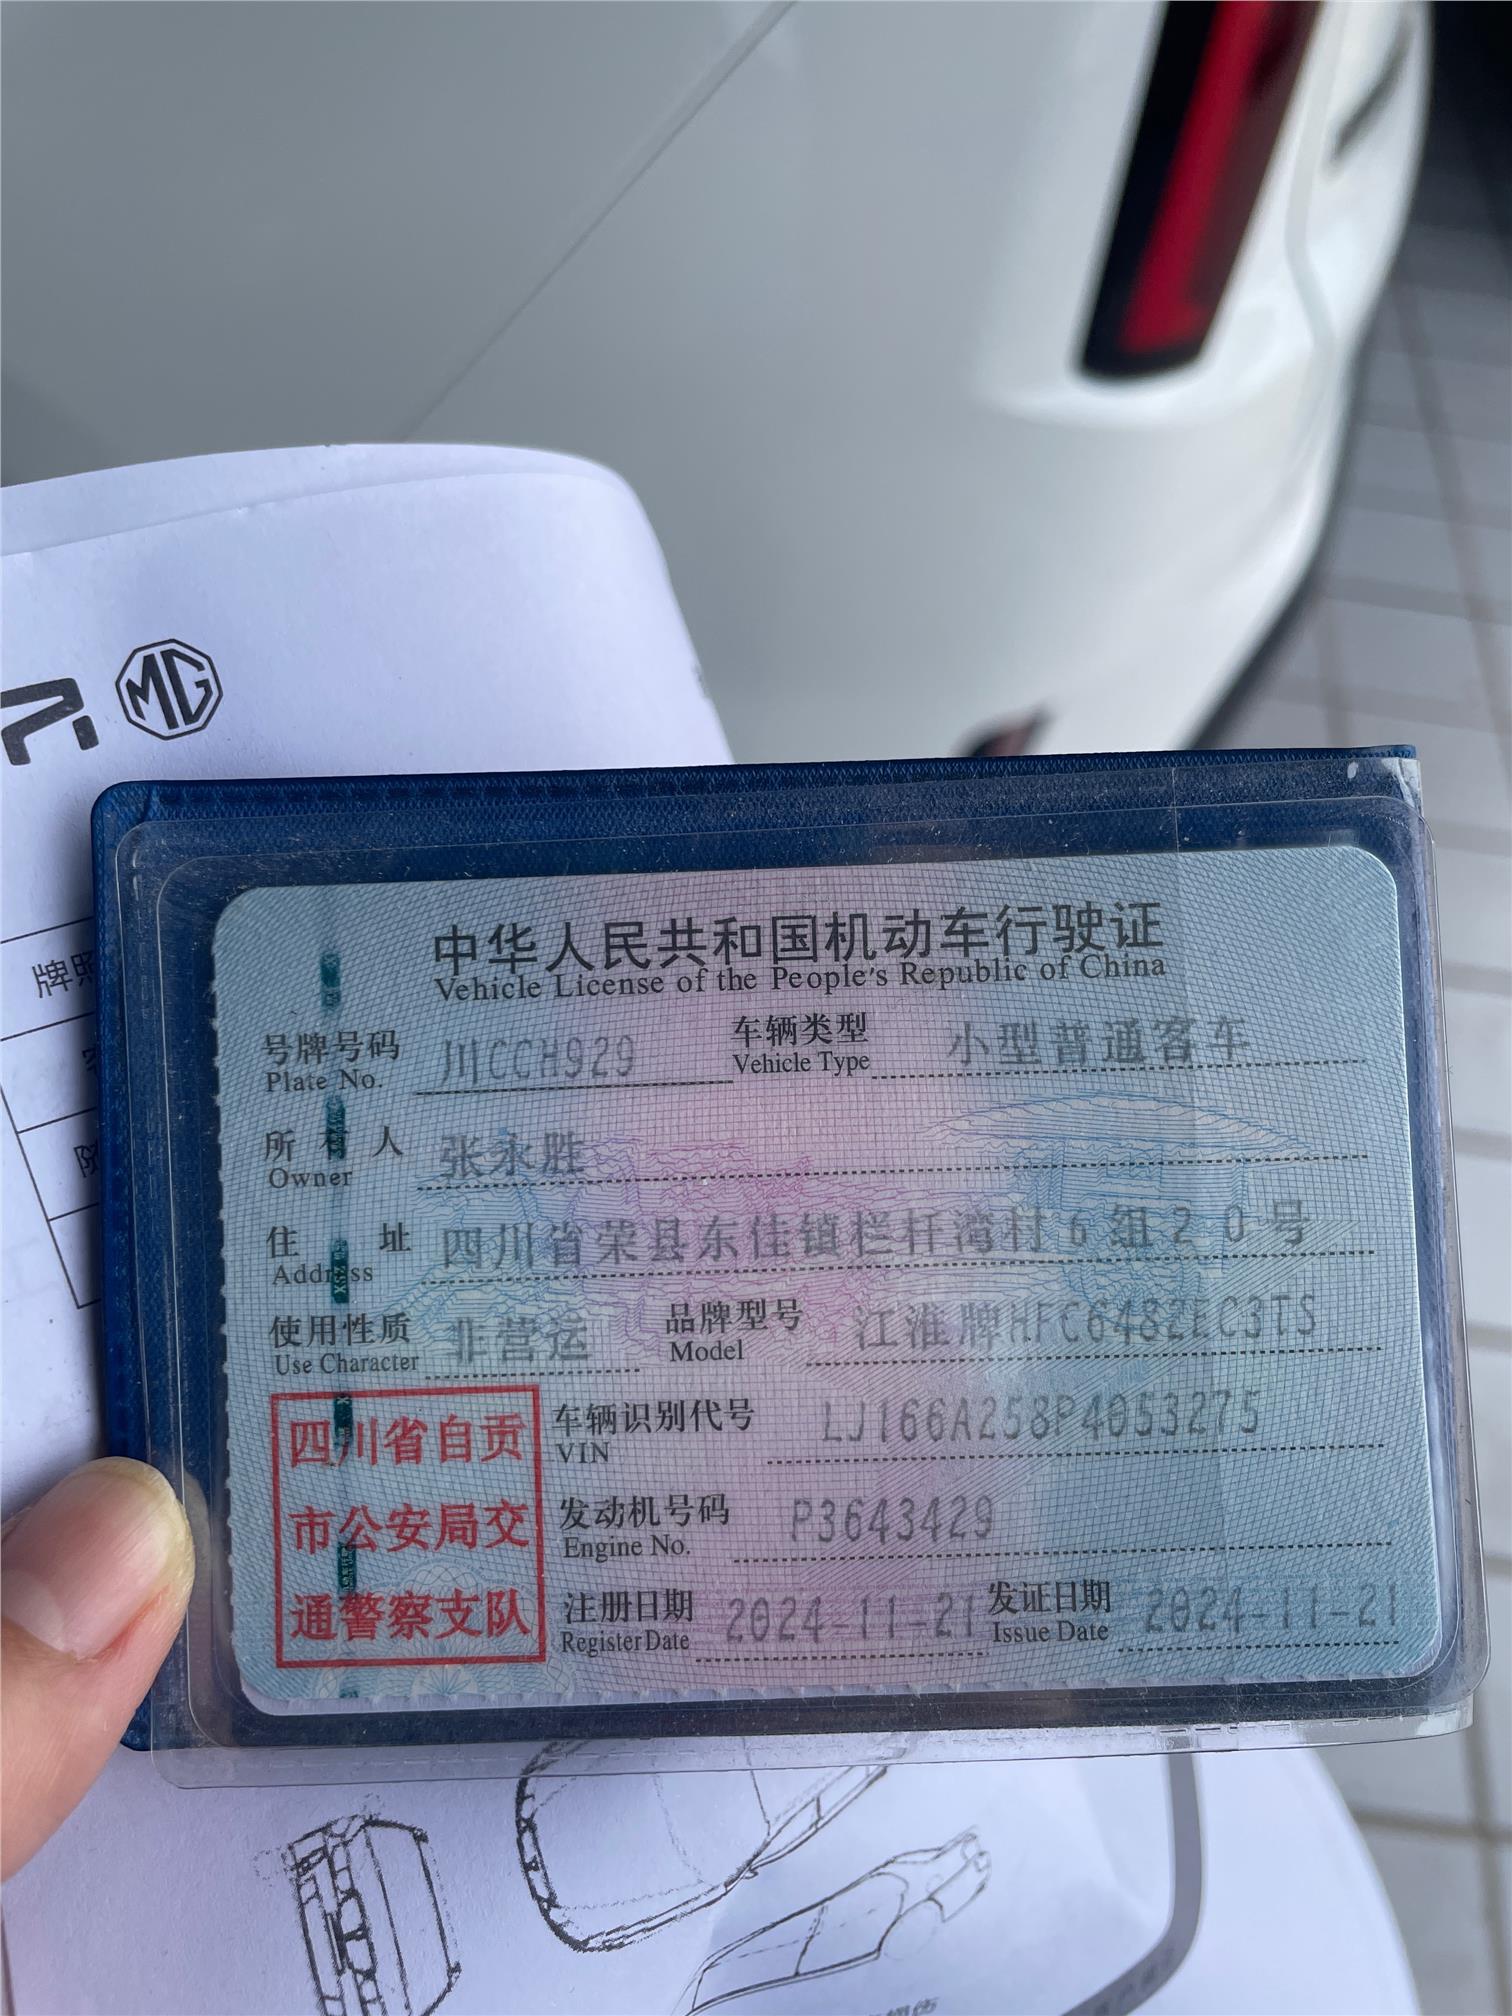 MG
牌照
中华人民共和国机动车行驶证
Vehicle License of the People's Republic of China
号牌号码 川CCH929 车辆类型 小型普通客车
Plate No. Vehicle Type
所有人 张永胜
Owner
住址 四川省荣县东佳镇栏杆湾村6组20号
Address
使用性质 非营运 品牌型号 江淮牌HFC6482EC3TS
Use Character Model
四川省自贡
市公安局交
通警察支队
车辆识别代号 LJ166A258P4053275
VIN
发动机号码 P3643429
Engine No.
注册日期 2024-11-21 发证日期 2024-11-21
Register Date Issue Date